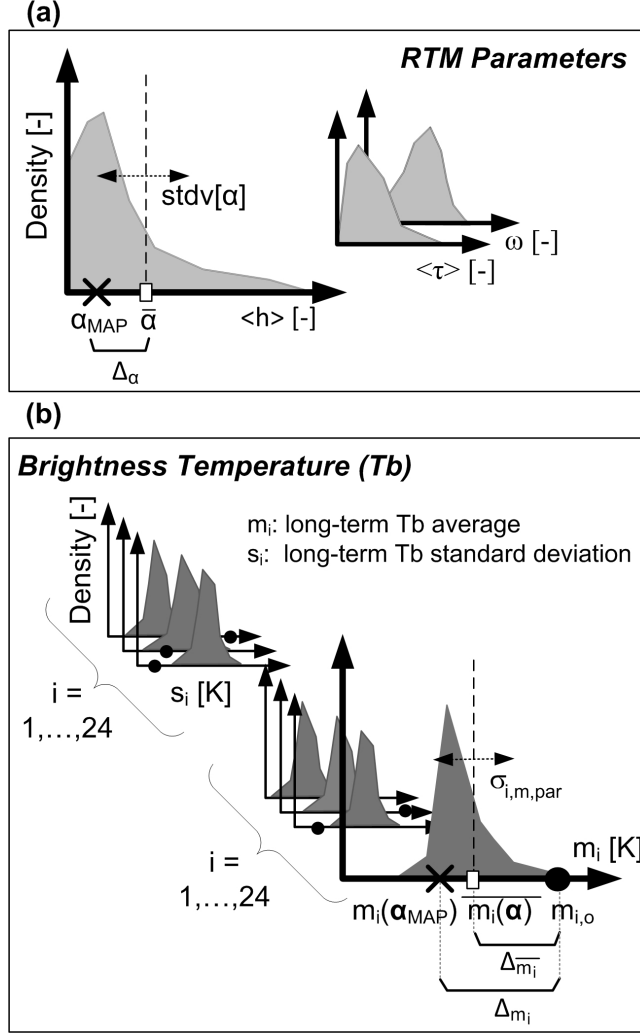 (a)
RTM Parameters
Density [-]
stdv[α]
ω [-]
<τ> [-]
α_MAP α̅ <h> [-]
Δ_α
(b)
Brightness Temperature (Tb)
Density [-]
m_i: long-term Tb average
s_i: long-term Tb standard deviation
i =
1,...,24
s_i [K]
σ_i,m,par
m_i [K]
i =
1,...,24
m_i(α_MAP) m̅_i̅(̅α̅)̅ m_i,o
Δ_m̅_i̅
Δ_m_i